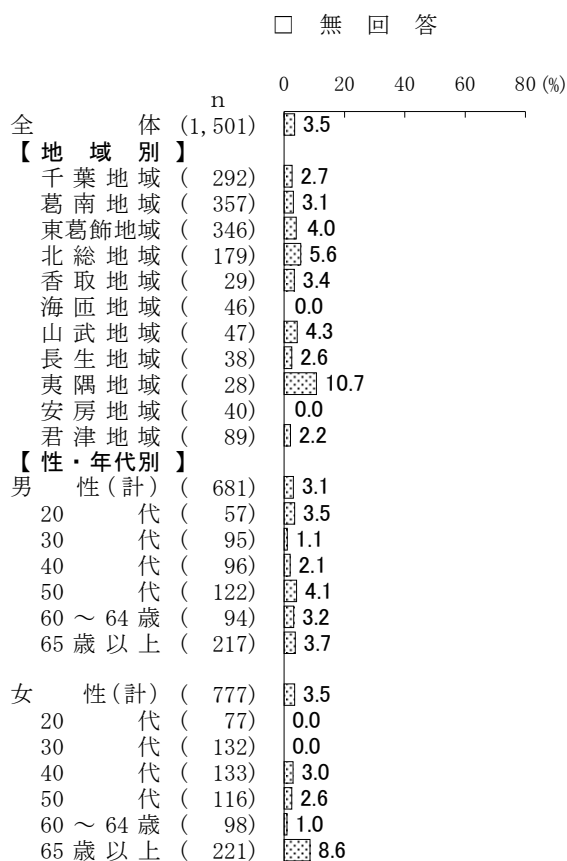 □ 無 回 答
0 20 40 60 80 (%)
n
全 体 (1,501) 3.5
【 地 域 別 】
千 葉 地 域 ( 292) 2.7
葛 南 地 域 ( 357) 3.1
東葛飾地域 ( 346) 4.0
北 総 地 域 ( 179) 5.6
香 取 地 域 ( 29) 3.4
海 匝 地 域 ( 46) 0.0
山 武 地 域 ( 47) 4.3
長 生 地 域 ( 38) 2.6
夷 隅 地 域 ( 28) 10.7
安 房 地 域 ( 40) 0.0
君 津 地 域 ( 89) 2.2
【 性・年代別 】
男 性(計) ( 681) 3.1
20 代 ( 57) 3.5
30 代 ( 95) 1.1
40 代 ( 96) 2.1
50 代 ( 122) 4.1
60 ～ 64 歳 ( 94) 3.2
65 歳 以 上 ( 217) 3.7
女 性(計) ( 777) 3.5
20 代 ( 77) 0.0
30 代 ( 132) 0.0
40 代 ( 133) 3.0
50 代 ( 116) 2.6
60 ～ 64 歳 ( 98) 1.0
65 歳 以 上 ( 221) 8.6